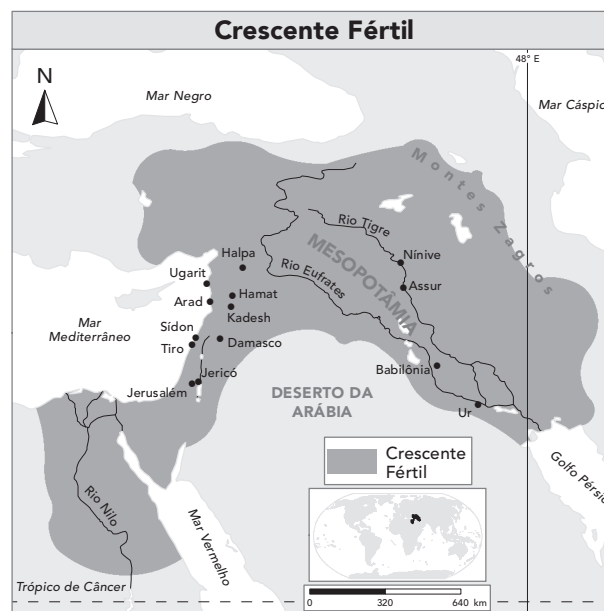 Crescente Fértil
48° E
N
Mar Negro
Mar Cáspio
Montes Zagros
Rio Tigre
MESOPOTÂMIA
Halpa
Nínive
Rio Eufrates
Ugarit
Assur
Arad
Hamat
Kadesh
Mar
Mediterrâneo
Sídon
Tiro
Damasco
Babilônia
Jericó
Jerusalém
DESERTO DA
ARÁBIA
Ur
Golfo Pérsic
Crescente
Fértil
Rio Nilo
Mar Vermelho
Trópico de Câncer
0 320 640 km